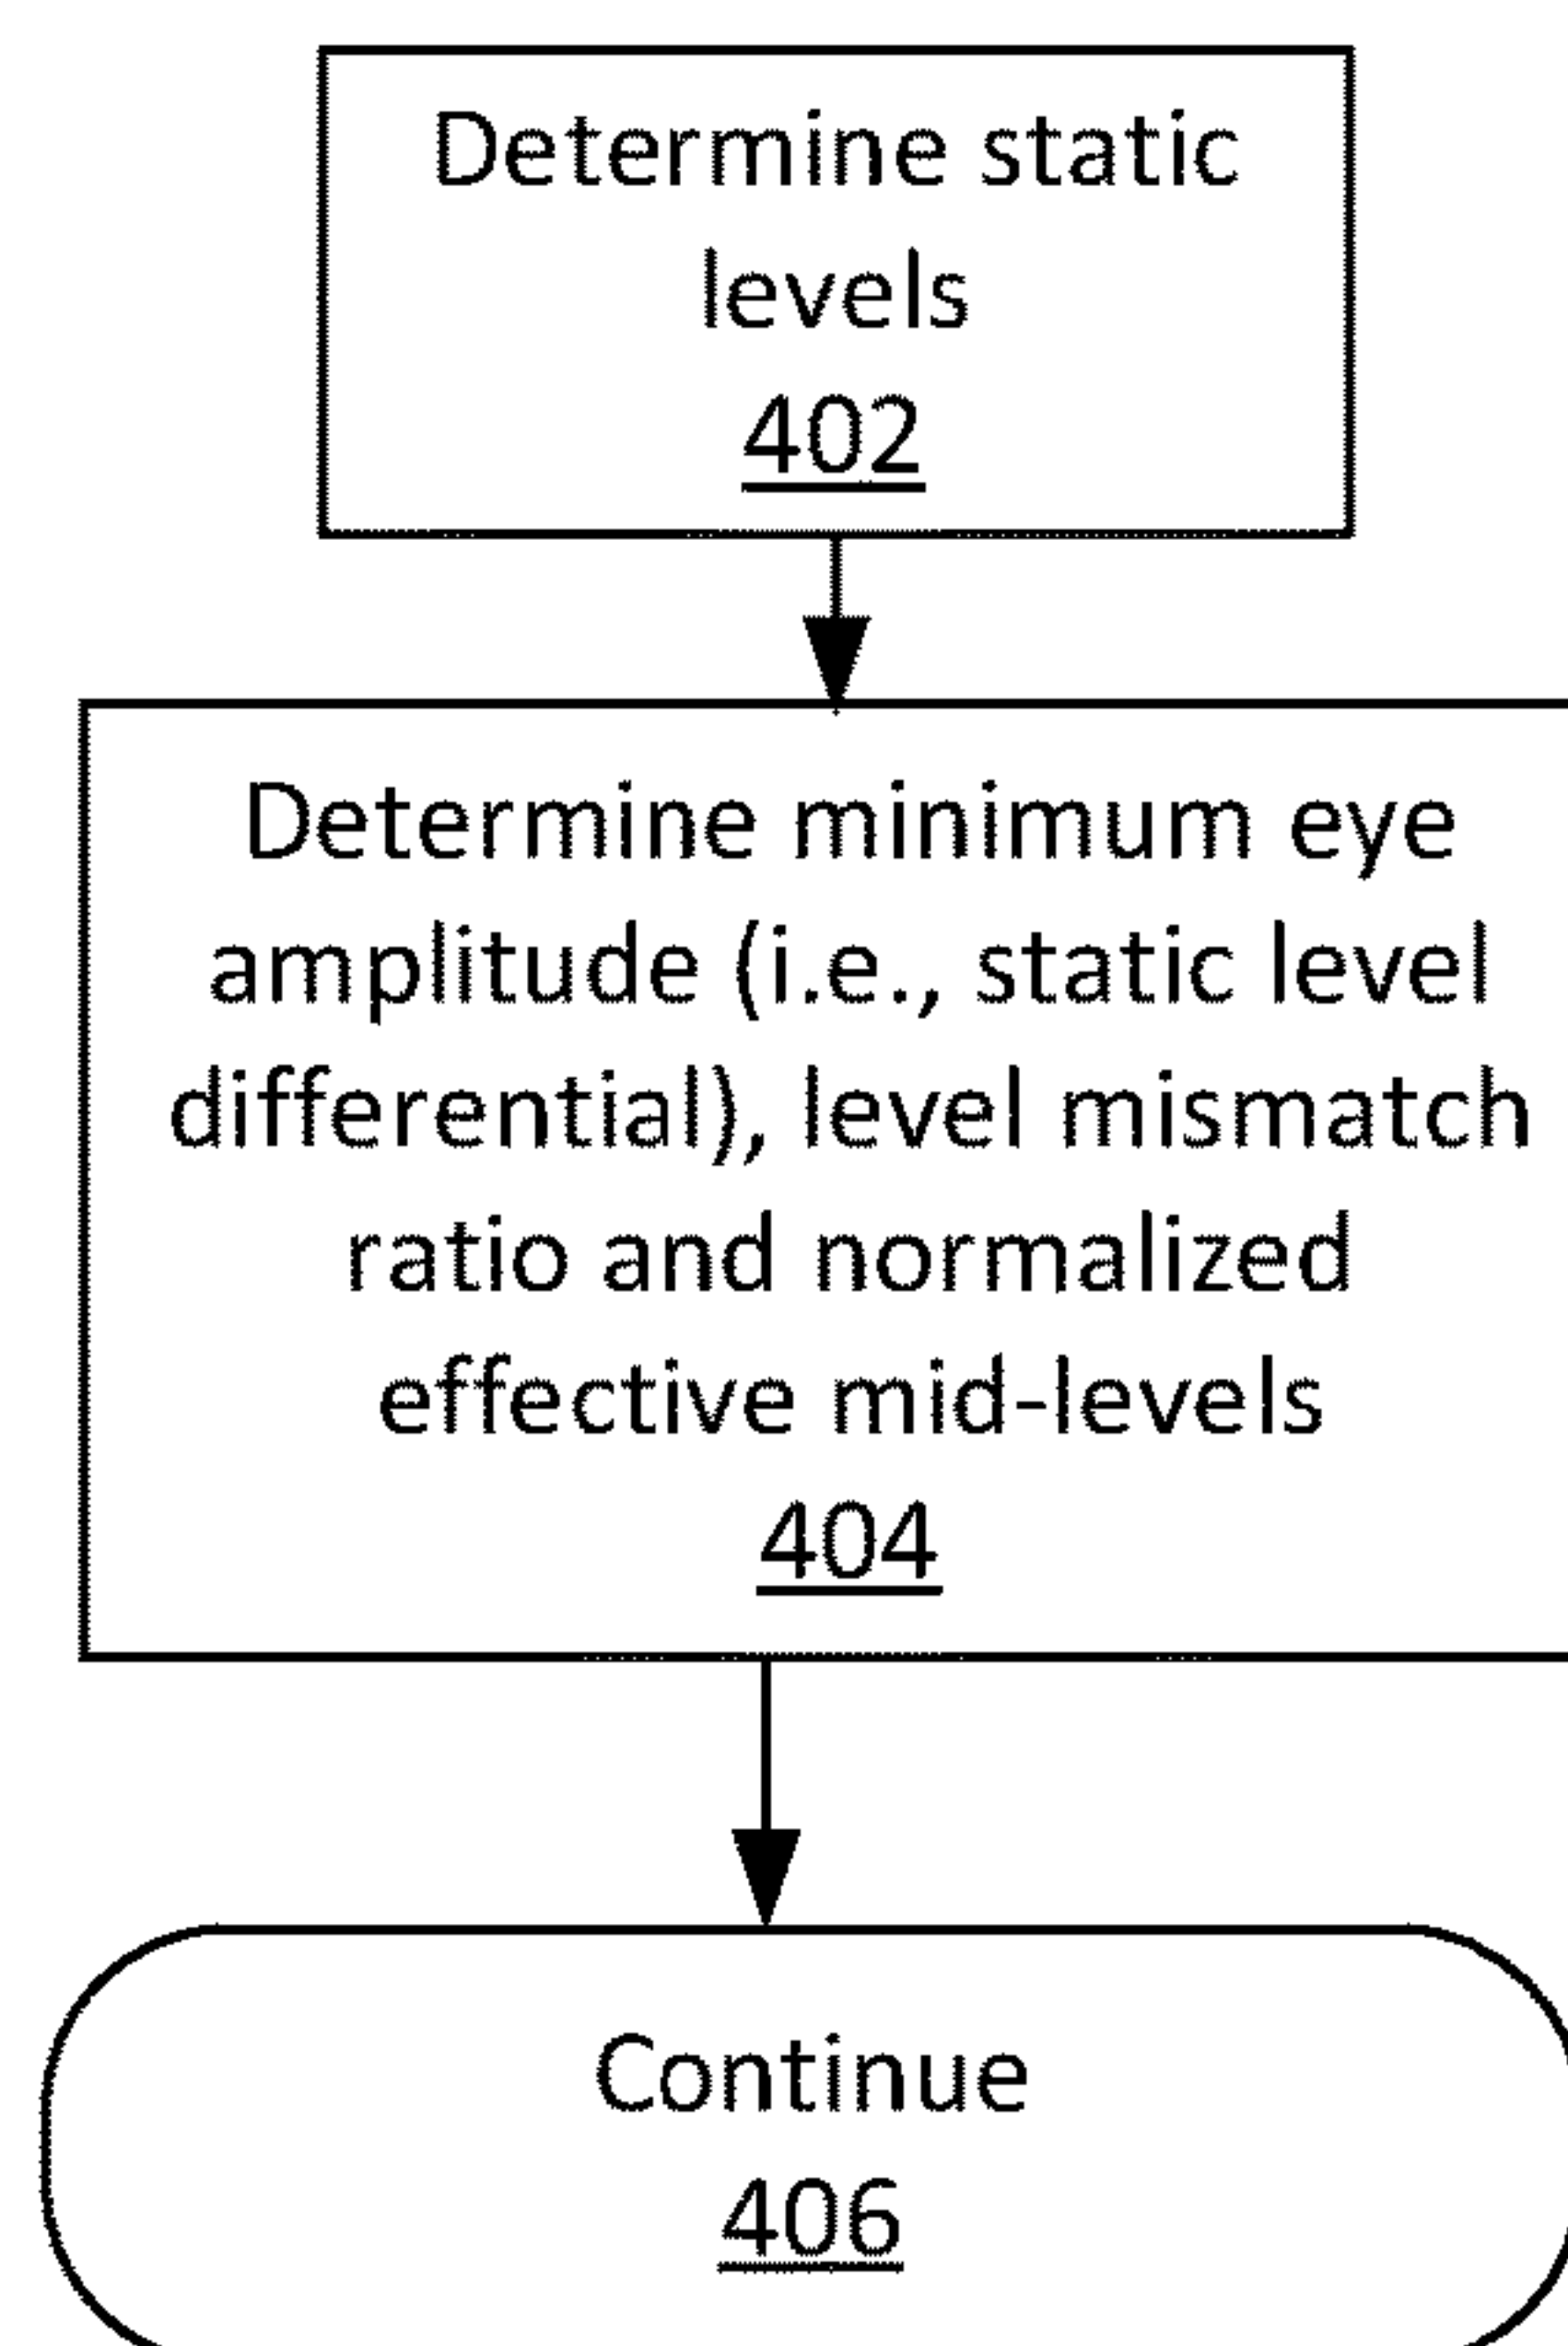 Determine static
levels
402
Determine minimum eye
amplitude (i.e., static level
differential), level mismatch
ratio and normalized
effective mid-levels
404
Continue
406